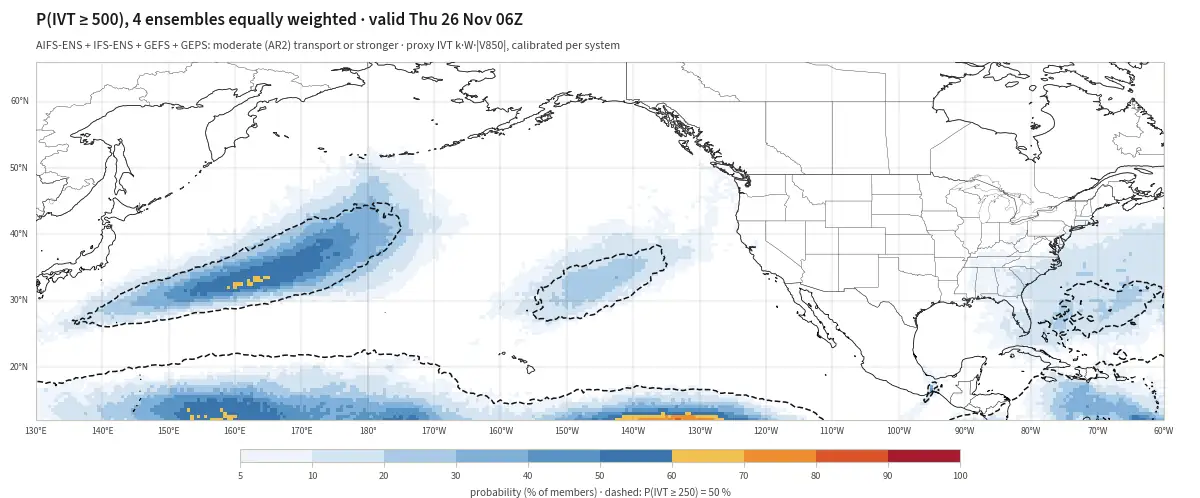 P(IVT ≥ 500), 4 ensembles equally weighted · valid Thu 26 Nov 06Z
AIFS-ENS + IFS-ENS + GEFS + GEPS: moderate (AR2) transport or stronger · proxy IVT k·W·|V850|, calibrated per system
60°N
50°N
40°N
30°N
20°N
130°E 140°E 150°E 160°E 170°E 180° 170°W 160°W 150°W 140°W 130°W 120°W 110°W 100°W 90°W 80°W 70°W 60°W
5 10 20 30 40 50 60 70 80 90 100
probability (% of members) · dashed: P(IVT ≥ 250) = 50 %